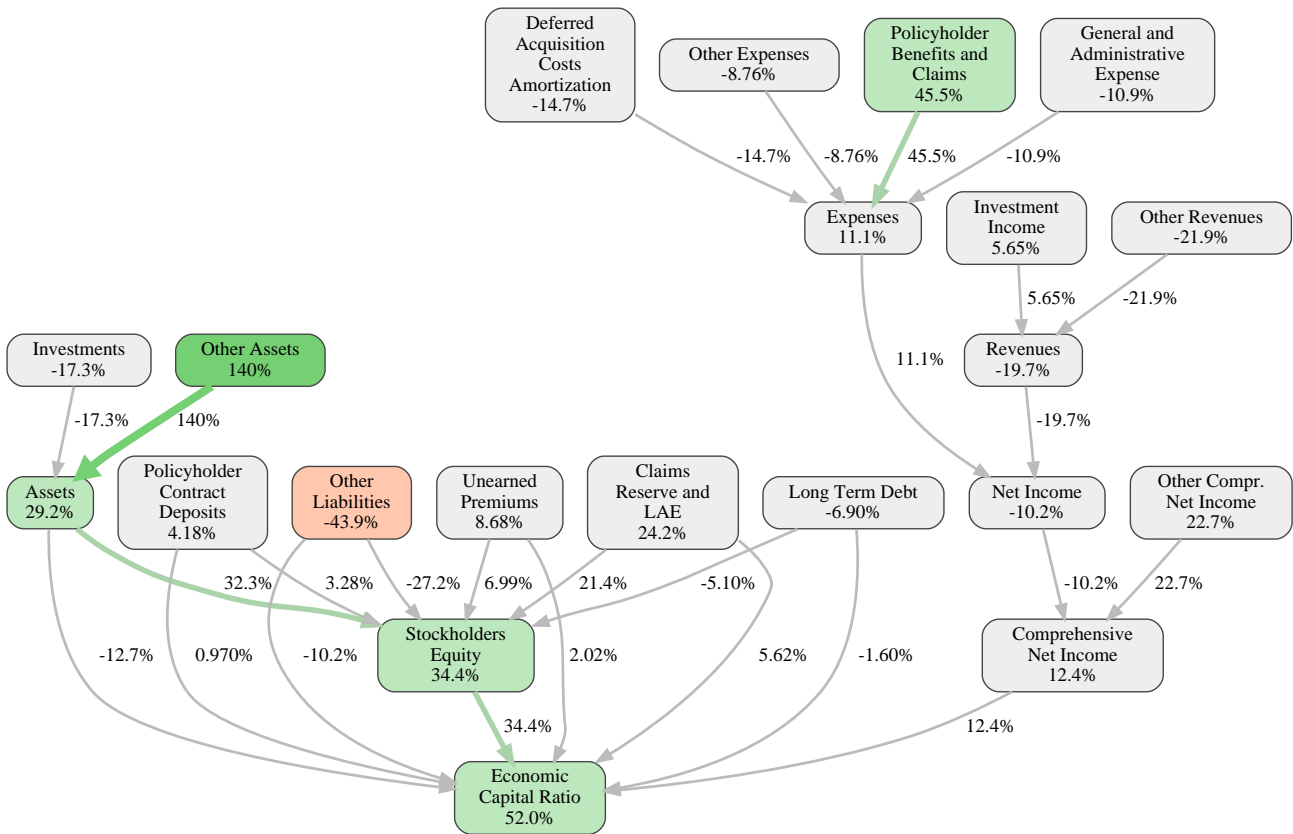 Deferred
Acquisition
Costs
Amortization
-14.7%
Other Expenses
-8.76%
Policyholder
Benefits and
Claims
45.5%
General and
Administrative
Expense
-10.9%
-14.7%
-8.76%
45.5%
-10.9%
Expenses
11.1%
Investment
Income
5.65%
Other Revenues
-21.9%
5.65%
-21.9%
Investments
-17.3%
Other Assets
140%
11.1%
Revenues
-19.7%
-17.3%
140%
-19.7%
Assets
29.2%
Policyholder
Contract
Deposits
4.18%
Other
Liabilities
-43.9%
Unearned
Premiums
8.68%
Claims
Reserve and
LAE
24.2%
Long Term Debt
-6.90%
Net Income
-10.2%
Other Compr.
Net Income
22.7%
32.3%
3.28%
-27.2%
6.99%
21.4%
-5.10%
-10.2%
22.7%
Stockholders
Equity
34.4%
Comprehensive
Net Income
12.4%
-12.7%
0.970%
-10.2%
2.02%
5.62%
-1.60%
34.4%
12.4%
Economic
Capital Ratio
52.0%